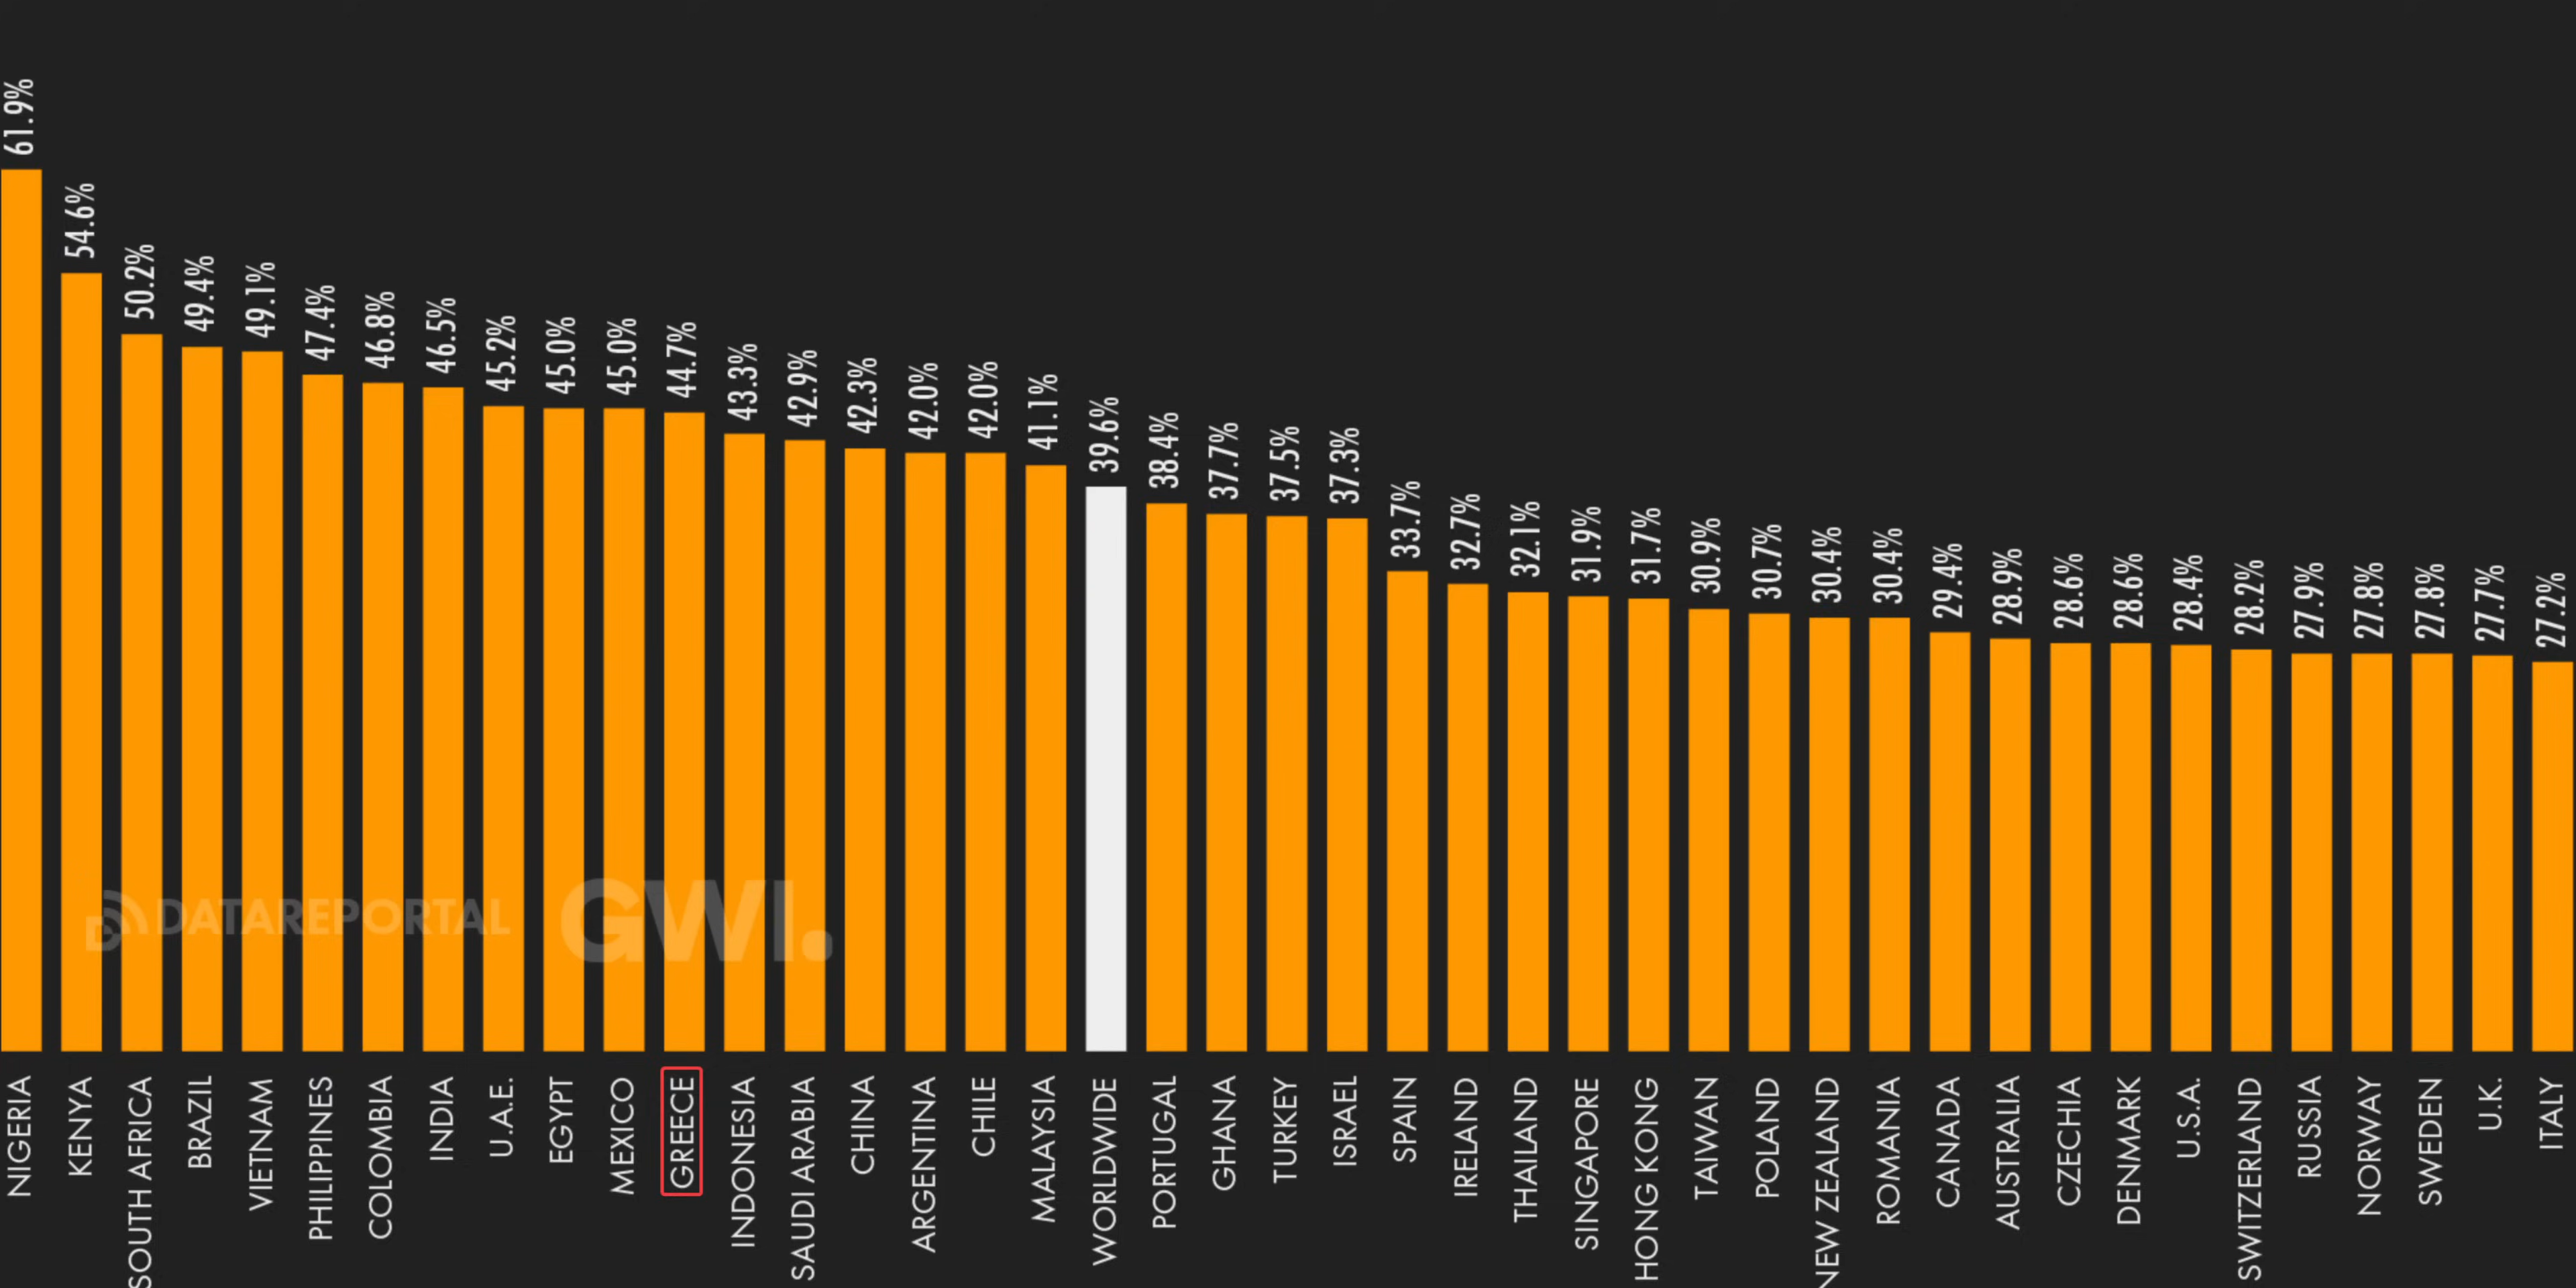 61.9%
54.6%
50.2%
49.4%
49.1%
47.4%
46.8%
46.5%
45.2%
45.0%
45.0%
44.7%
43.3%
42.9%
42.3%
42.0%
42.0%
41.1%
39.6%
38.4%
37.7%
37.5%
37.3%
33.7%
32.7%
32.1%
31.9%
31.7%
30.9%
30.7%
30.4%
30.4%
29.4%
28.9%
28.6%
28.6%
28.4%
28.2%
27.9%
27.8%
27.8%
27.7%
27.2%
DATAREPORTAL
GWI.
NIGERIA
KENYA
SOUTH AFRICA
BRAZIL
VIETNAM
PHILIPPINES
COLOMBIA
INDIA
U.A.E.
EGYPT
MEXICO
GREECE
INDONESIA
SAUDI ARABIA
CHINA
ARGENTINA
CHILE
MALAYSIA
WORLDWIDE
PORTUGAL
GHANA
TURKEY
ISRAEL
SPAIN
IRELAND
THAILAND
SINGAPORE
HONG KONG
TAIWAN
POLAND
NEW ZEALAND
ROMANIA
CANADA
AUSTRALIA
CZECHIA
DENMARK
U.S.A.
SWITZERLAND
RUSSIA
NORWAY
SWEDEN
U.K.
ITALY